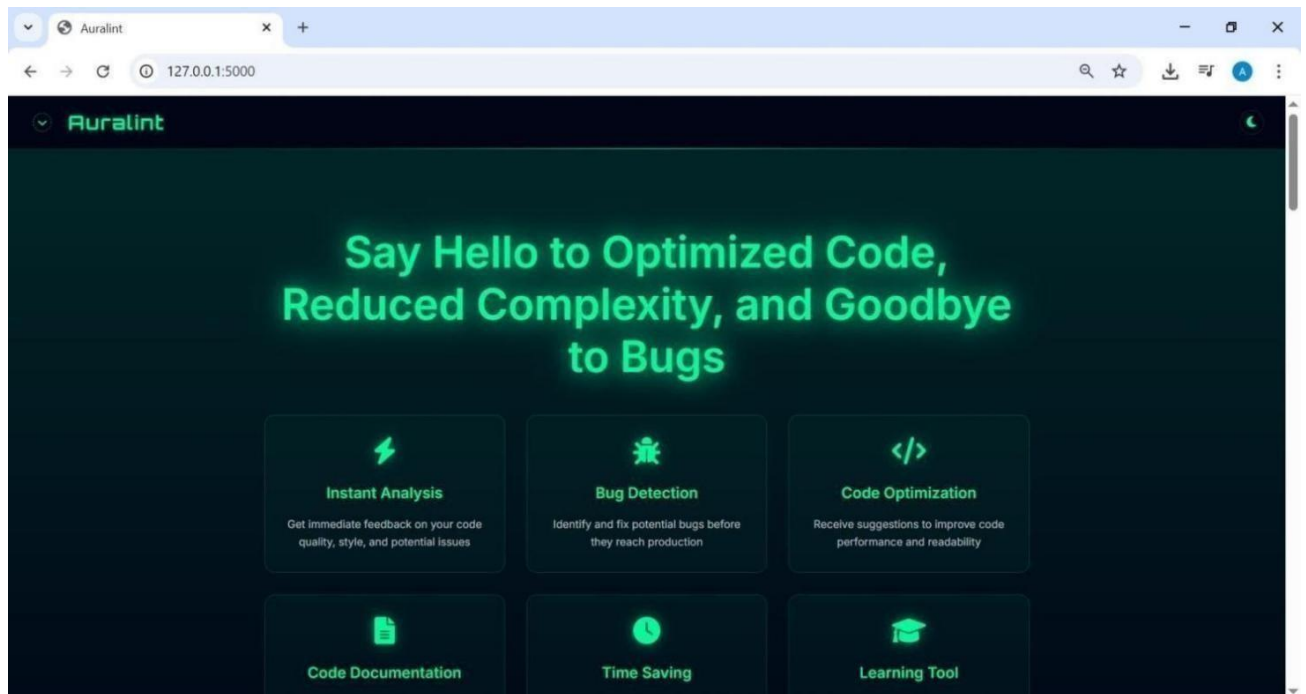 Auralint
127.0.0.1:5000
A
Auralint
Say Hello to Optimized Code,
Reduced Complexity, and Goodbye
to Bugs
Instant Analysis
Get immediate feedback on your code
quality, style, and potential issues
Bug Detection
Identify and fix potential bugs before
they reach production
Code Optimization
Receive suggestions to improve code
performance and readability
Code Documentation
Time Saving
Learning Tool